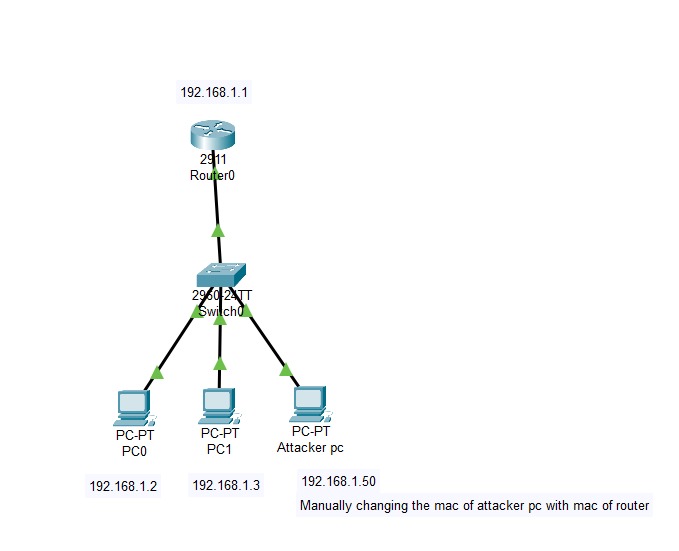 192.168.1.1
2911
Router0
2960-24TT
Switch0
PC-PT
PC0
PC-PT
PC1
PC-PT
Attacker pc
192.168.1.2
192.168.1.3
192.168.1.50
Manually changing the mac of attacker pc with mac of router